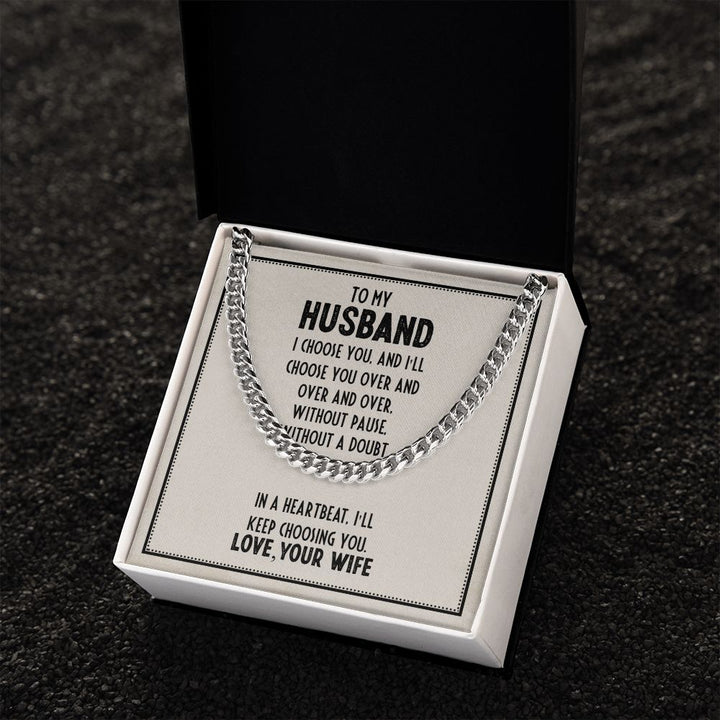 TO MY
HUSBAND
I CHOOSE YOU. AND I'LL
CHOOSE YOU OVER AND
OVER AND OVER.
WITHOUT PAUSE.
WITHOUT A DOUBT
IN A HEARTBEAT. I'LL
KEEP CHOOSING YOU.
LOVE, YOUR WIFE